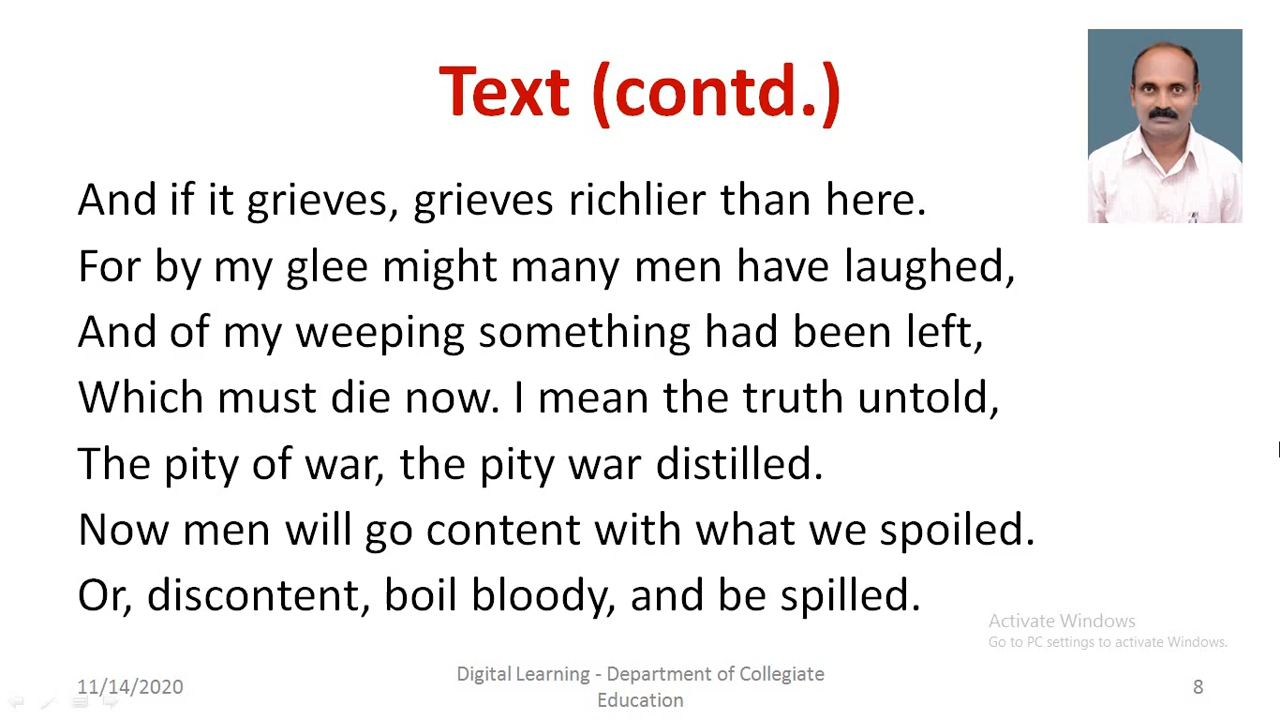 Text (contd.)
And if it grieves, grieves richlier than here.
For by my glee might many men have laughed,
And of my weeping something had been left,
Which must die now. I mean the truth untold,
The pity of war, the pity war distilled.
Now men will go content with what we spoiled.
Or, discontent, boil bloody, and be spilled.
Activate Windows
Go to PC settings to activate Windows.
11/14/2020
Digital Learning - Department of Collegiate
Education
8